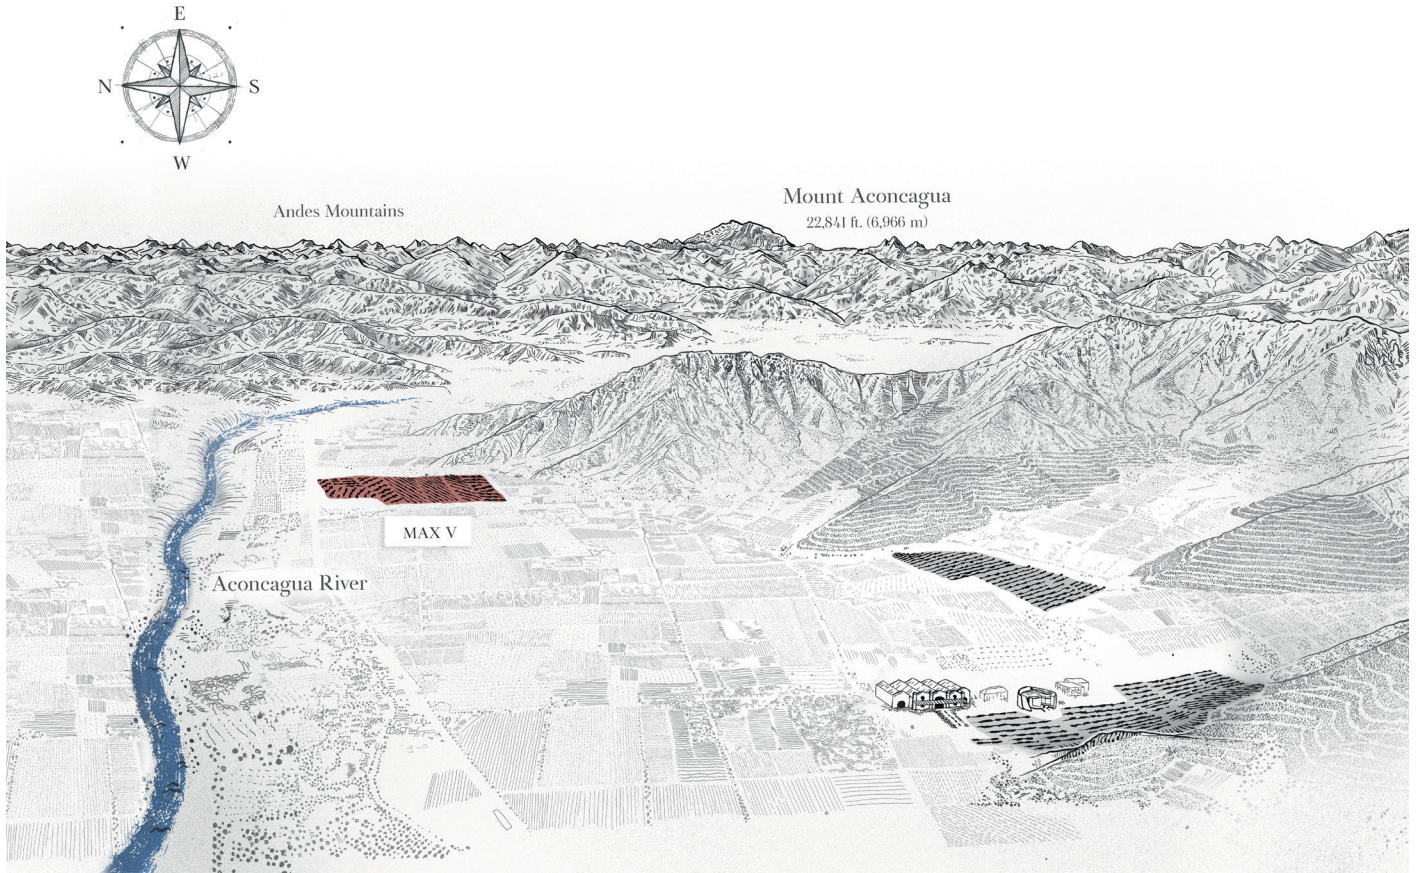 E
N
S
W
Andes Mountains
Mount Aconcagua
22,841 ft. (6,966 m)
MAX V
Aconcagua River